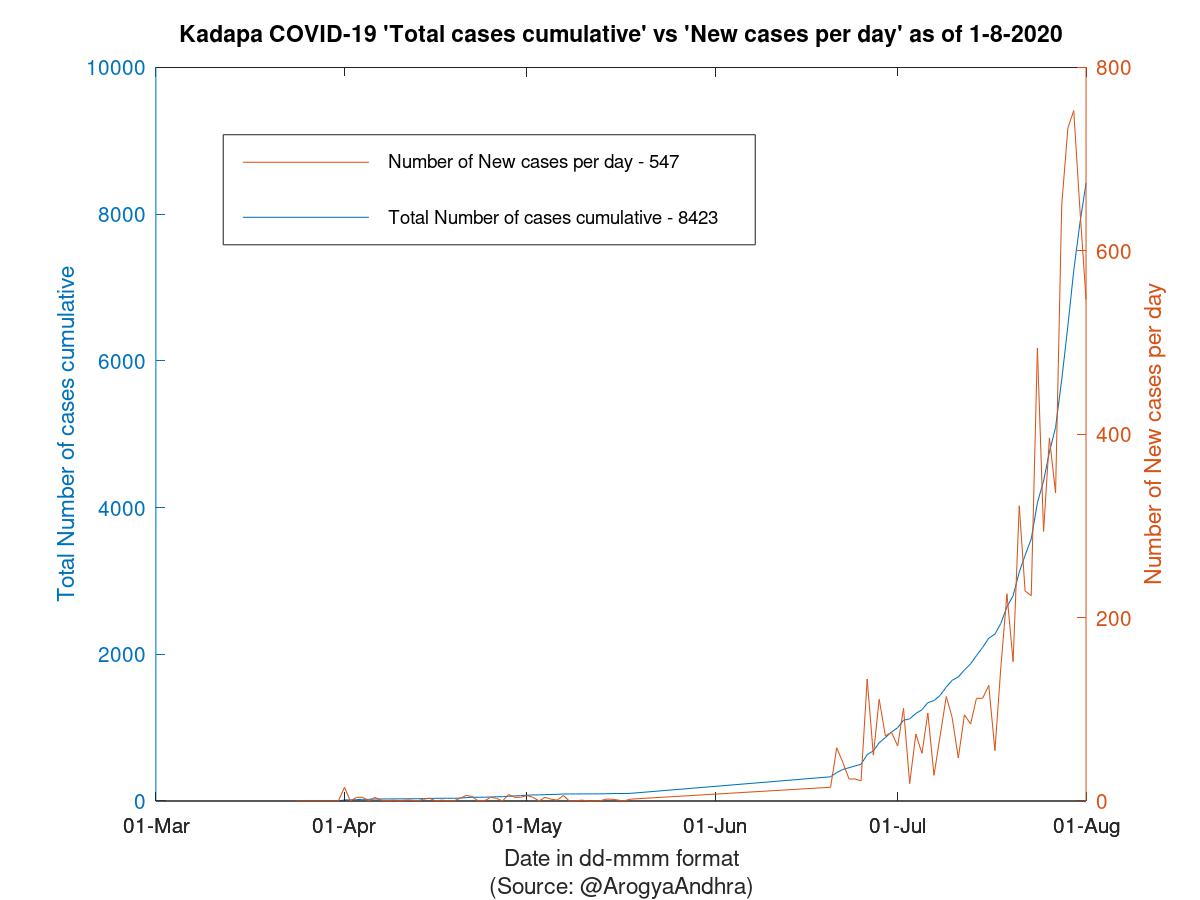 Kadapa COVID-19 'Total cases cumulative' vs 'New cases per day' as of 1-8-2020
10000
8000
6000
4000
2000
0
Total Number of cases cumulative
Number of New cases per day - 547
Total Number of cases cumulative - 8423
800
600
400
200
0
Number of New cases per day
01-Mar 01-Apr 01-May 01-Jun 01-Jul 01-Aug
Date in dd-mmm format
(Source: @ArogyaAndhra)